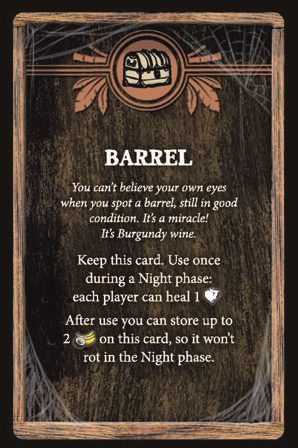 BARREL
You can't believe your own eyes
when you spot a barrel, still in good
condition. It's a miracle!
It's Burgundy wine.
Keep this card. Use once
during a Night phase:
each player can heal 1
After use you can store up to
2 on this card, so it won't
rot in the Night phase.